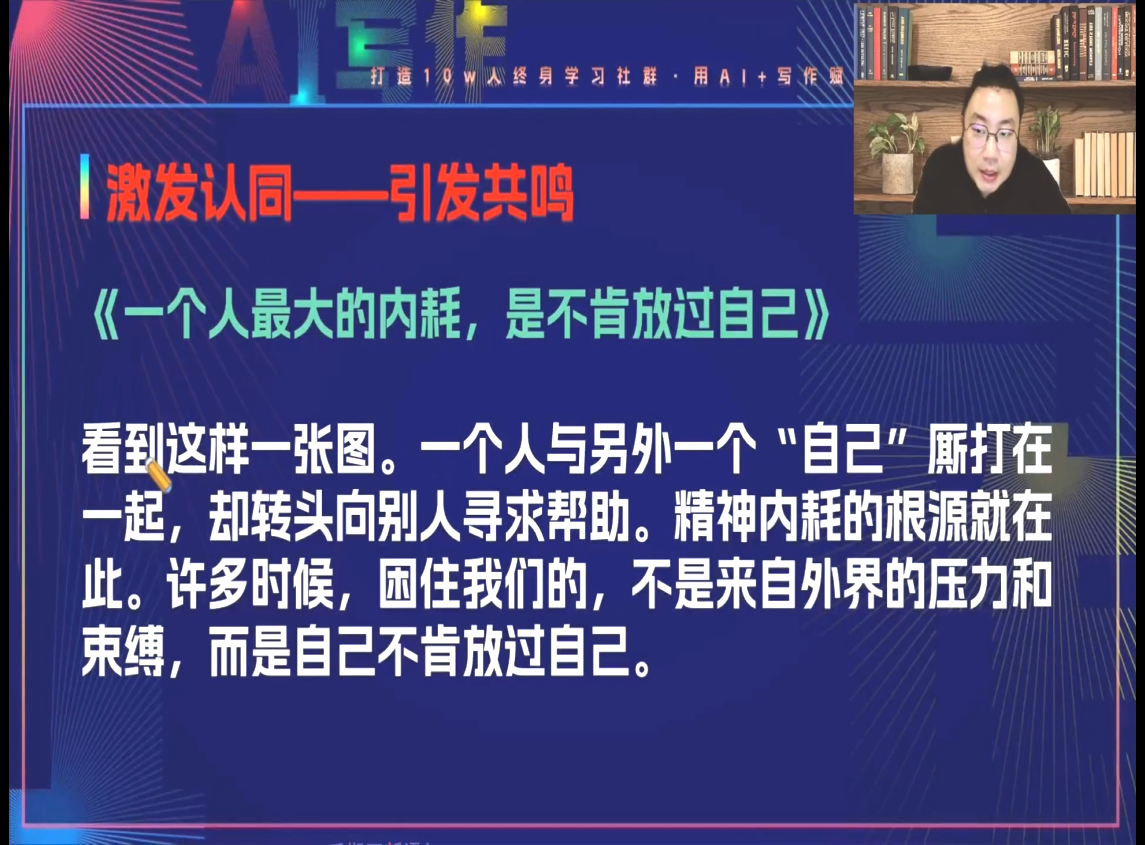 AI写作
打造10w人终身学习社群·用AI+写作赋
激发认同——引发共鸣
《一个人最大的内耗，是不肯放过自己》
看到这样一张图。一个人与另外一个“自己”厮打在
一起，却转头向别人寻求帮助。精神内耗的根源就在
此。许多时候，困住我们的，不是来自外界的压力和
束缚，而是自己不肯放过自己。